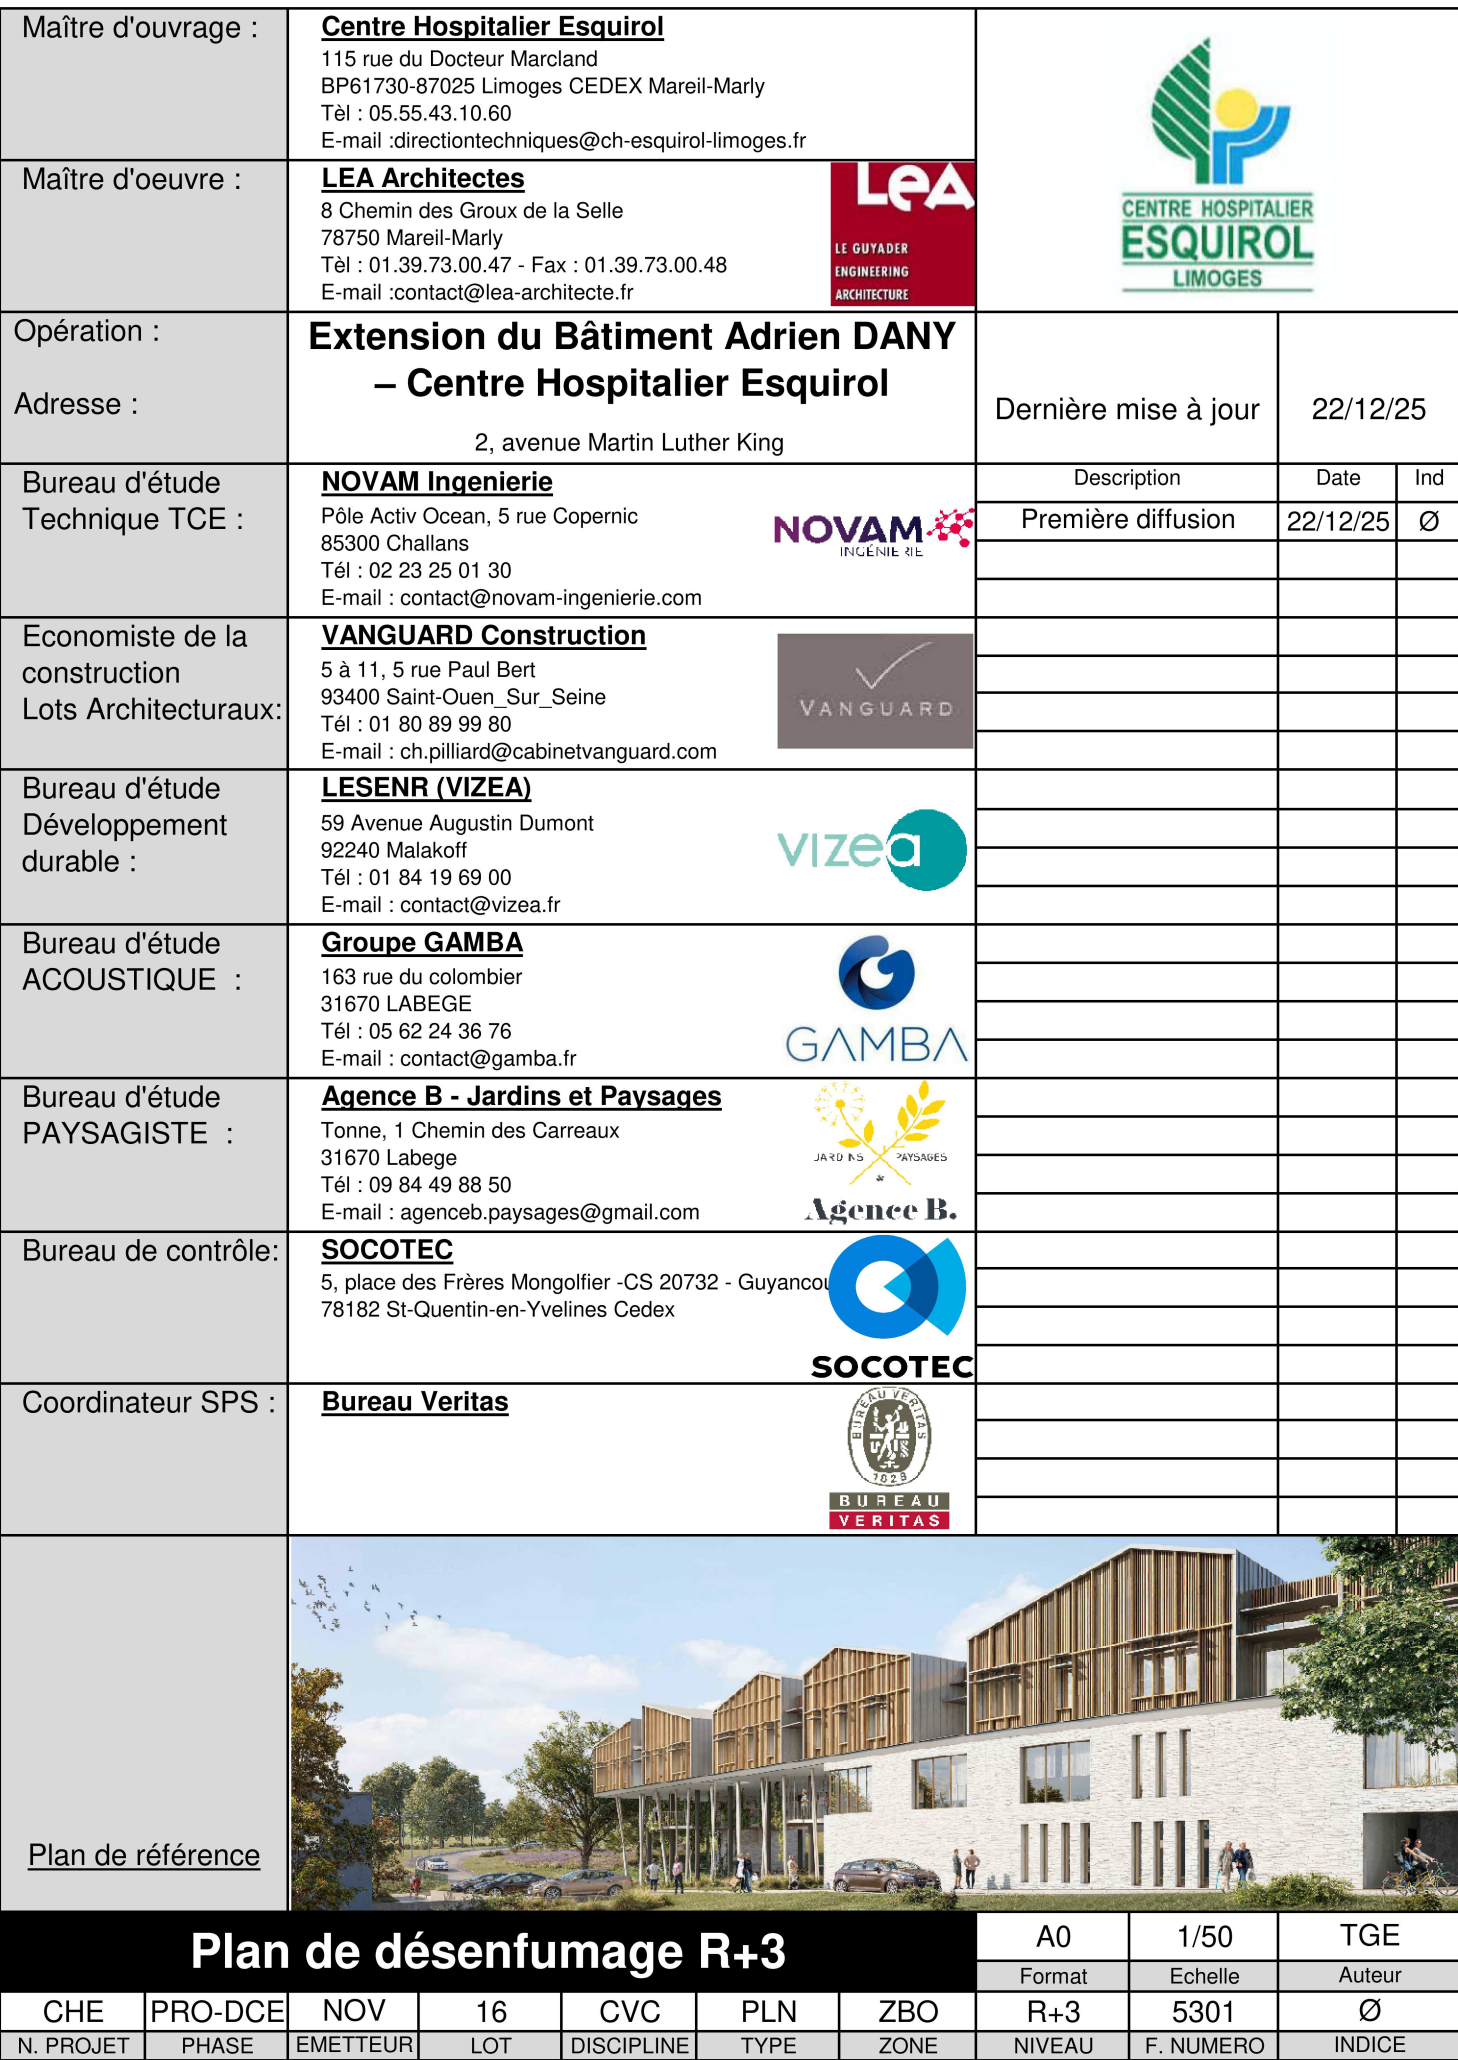 Maître d'ouvrage :
Centre Hospitalier Esquirol
115 rue du Docteur Marcland
BP61730-87025 Limoges CEDEX Mareil-Marly
Tèl : 05.55.43.10.60
E-mail :directiontechniques@ch-esquirol-limoges.fr
CENTRE HOSPITALIER
ESQUIROL
LIMOGES
Maître d'oeuvre :
LEA Architectes
8 Chemin des Groux de la Selle
78750 Mareil-Marly
Tèl : 01.39.73.00.47 - Fax : 01.39.73.00.48
E-mail :contact@lea-architecte.fr
LeA
LE GUYADER
ENGINEERING
ARCHITECTURE
Opération :
Adresse :
Extension du Bâtiment Adrien DANY
– Centre Hospitalier Esquirol
2, avenue Martin Luther King
Dernière mise à jour 22/12/25
Description Date Ind
Première diffusion 22/12/25 Ø
Bureau d'étude
Technique TCE :
NOVAM Ingenierie
Pôle Activ Ocean, 5 rue Copernic
85300 Challans
Tél : 02 23 25 01 30
E-mail : contact@novam-ingenierie.com
NOVAM
INGÉNIERIE
Economiste de la
construction
Lots Architecturaux:
VANGUARD Construction
5 à 11, 5 rue Paul Bert
93400 Saint-Ouen_Sur_Seine
Tél : 01 80 89 99 80
E-mail : ch.pilliard@cabinetvanguard.com
VANGUARD
Bureau d'étude
Développement
durable :
LESENR (VIZEA)
59 Avenue Augustin Dumont
92240 Malakoff
Tél : 01 84 19 69 00
E-mail : contact@vizea.fr
vizea
Bureau d'étude
ACOUSTIQUE :
Groupe GAMBA
163 rue du colombier
31670 LABEGE
Tél : 05 62 24 36 76
E-mail : contact@gamba.fr
GAMBA
Bureau d'étude
PAYSAGISTE :
Agence B - Jardins et Paysages
Tonne, 1 Chemin des Carreaux
31670 Labege
Tél : 09 84 49 88 50
E-mail : agenceb.paysages@gmail.com
JARDINS PAYSAGES
&
Agence B.
Bureau de contrôle:
SOCOTEC
5, place des Frères Mongolfier -CS 20732 - Guyancou
78182 St-Quentin-en-Yvelines Cedex
SOCOTEC
Coordinateur SPS :
Bureau Veritas
BUREAU VERITAS
1828
BUREAU
VERITAS
Plan de référence
Plan de désenfumage R+3
A0 1/50 TGE
Format Echelle Auteur
CHE PRO-DCE NOV 16 CVC PLN ZBO R+3 5301 Ø
N. PROJET PHASE EMETTEUR LOT DISCIPLINE TYPE ZONE NIVEAU F. NUMERO INDICE